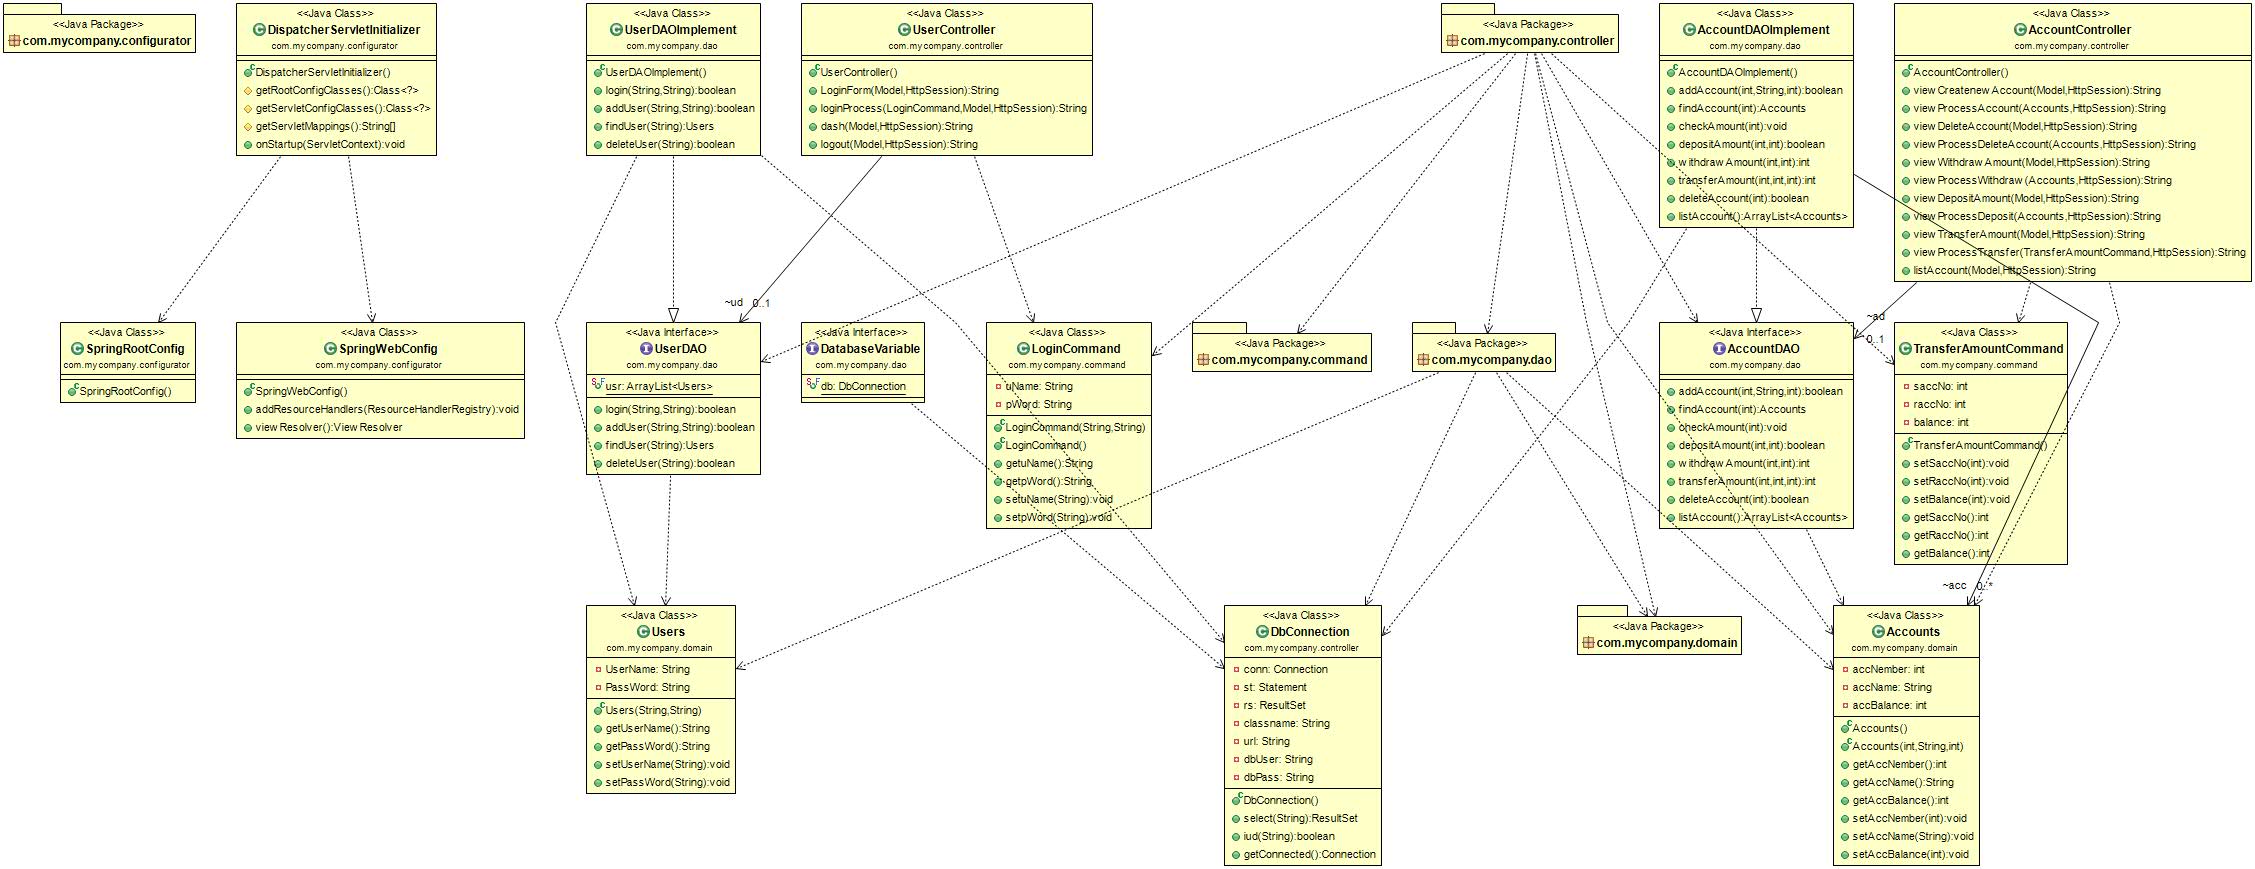 <<Java Package>>
com.mycompany.configurator
<<Java Class>>
DispatcherServletInitializer
com.mycompany.configurator
DispatcherServletInitializer()
getRootConfigClasses():Class<?>
getServletConfigClasses():Class<?>
getServletMappings():String[]
onStartup(ServletContext):void
<<Java Class>>
UserDAOImplement
com.mycompany.dao
UserDAOImplement()
login(String,String):boolean
addUser(String,String):boolean
findUser(String):Users
deleteUser(String):boolean
<<Java Class>>
UserController
com.mycompany.controller
UserController()
LoginForm(Model,HttpSession):String
loginProcess(LoginCommand,Model,HttpSession):String
dash(Model,HttpSession):String
logout(Model,HttpSession):String
<<Java Package>>
com.mycompany.controller
<<Java Class>>
AccountDAOImplement
com.mycompany.dao
AccountDAOImplement()
addAccount(int,String,int):boolean
findAccount(int):Accounts
checkAmount(int):void
depositAmount(int,int):boolean
withdrawAmount(int,int):int
transferAmount(int,int,int):int
deleteAccount(int):boolean
listAccount():ArrayList<Accounts>
<<Java Class>>
AccountController
com.mycompany.controller
AccountController()
viewCreatenewAccount(Model,HttpSession):String
viewProcessAccount(Accounts,HttpSession):String
viewDeleteAccount(Model,HttpSession):String
viewProcessDeleteAccount(Accounts,HttpSession):String
viewWithdrawAmount(Model,HttpSession):String
viewProcessWithdraw(Accounts,HttpSession):String
viewDepositAmount(Model,HttpSession):String
viewProcessDeposit(Accounts,HttpSession):String
viewTransferAmount(Model,HttpSession):String
viewProcessTransfer(TransferAmountCommand,HttpSession):String
listAccount(Model,HttpSession):String
~ud 0..1
~ad
0..1
<<Java Class>>
SpringRootConfig
com.mycompany.configurator
SpringRootConfig()
<<Java Class>>
SpringWebConfig
com.mycompany.configurator
SpringWebConfig()
addResourceHandlers(ResourceHandlerRegistry):void
viewResolver():ViewResolver
<<Java Interface>>
UserDAO
com.mycompany.dao
usr: ArrayList<Users>
login(String,String):boolean
addUser(String,String):boolean
findUser(String):Users
deleteUser(String):boolean
<<Java Interface>>
DatabaseVariable
com.mycompany.dao
db: DbConnection
<<Java Class>>
LoginCommand
com.mycompany.command
uName: String
pWord: String
LoginCommand(String,String)
LoginCommand()
getuName():String
getpWord():String
setuName(String):void
setpWord(String):void
<<Java Package>>
com.mycompany.command
<<Java Package>>
com.mycompany.dao
<<Java Interface>>
AccountDAO
com.mycompany.dao
addAccount(int,String,int):boolean
findAccount(int):Accounts
checkAmount(int):void
depositAmount(int,int):boolean
withdrawAmount(int,int):int
transferAmount(int,int,int):int
deleteAccount(int):boolean
listAccount():ArrayList<Accounts>
<<Java Class>>
TransferAmountCommand
com.mycompany.command
saccNo: int
raccNo: int
balance: int
TransferAmountCommand()
setSaccNo(int):void
setRaccNo(int):void
setBalance(int):void
getSaccNo():int
getRaccNo():int
getBalance():int
~acc 0..*
<<Java Class>>
Users
com.mycompany.domain
UserName: String
PassWord: String
Users(String,String)
getUserName():String
getPassWord():String
setUserName(String):void
setPassWord(String):void
<<Java Class>>
DbConnection
com.mycompany.controller
conn: Connection
st: Statement
rs: ResultSet
classname: String
url: String
dbUser: String
dbPass: String
DbConnection()
select(String):ResultSet
iud(String):boolean
getConnected():Connection
<<Java Package>>
com.mycompany.domain
<<Java Class>>
Accounts
com.mycompany.domain
accNember: int
accName: String
accBalance: int
Accounts()
Accounts(int,String,int)
getAccNember():int
getAccName():String
getAccBalance():int
setAccNember(int):void
setAccName(String):void
setAccBalance(int):void